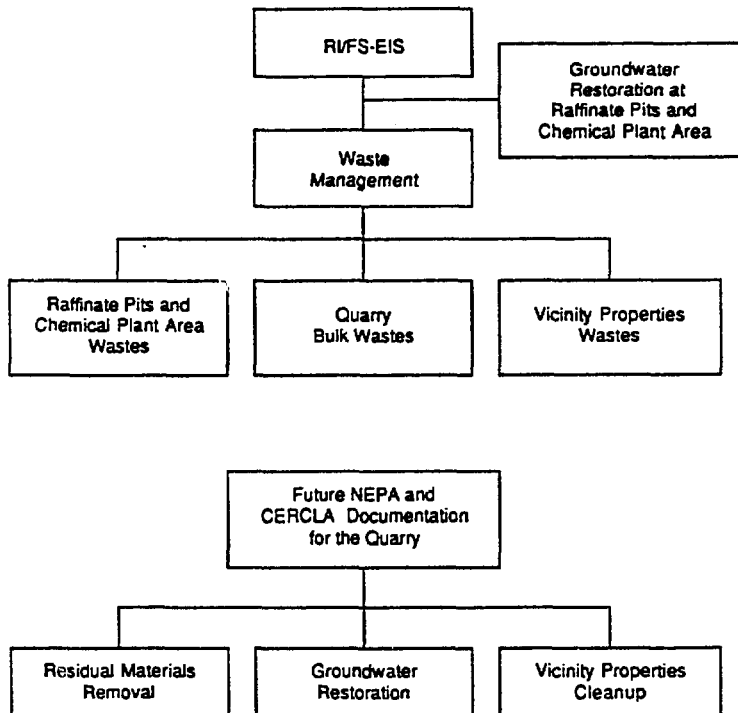 RI/FS-EIS
Groundwater
Restoration at
Raffinate Pits and
Chemical Plant Area
Waste
Management
Raffinate Pits and
Chemical Plant Area
Wastes
Quarry
Bulk Wastes
Vicinity Properties
Wastes
Future NEPA and
CERCLA Documentation
for the Quarry
Residual Materials
Removal
Groundwater
Restoration
Vicinity Properties
Cleanup